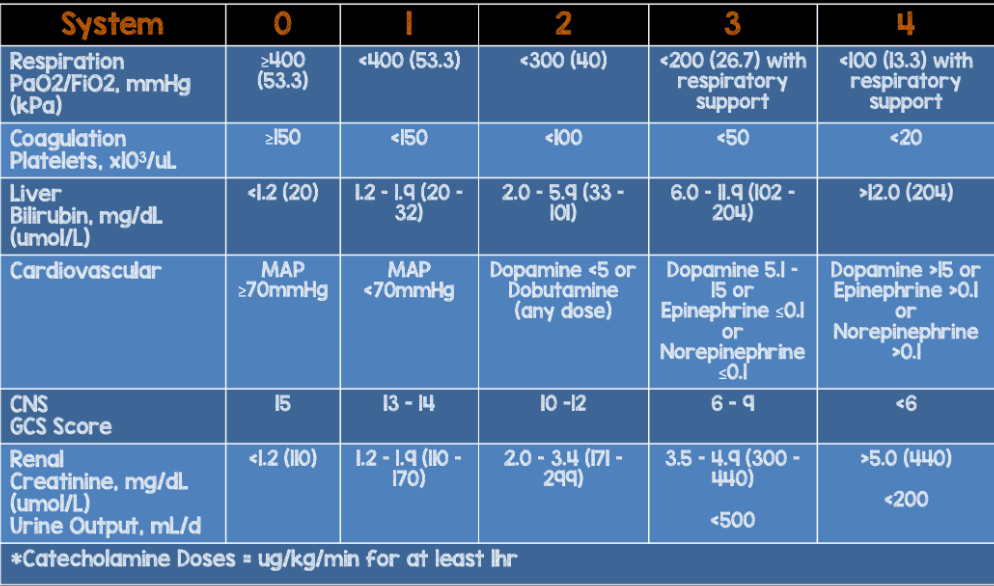 System 0 1 2 3 4
Respiration
PaO2/FiO2, mmHg
(kPa)
≥400
(53.3)
<400 (53.3)
<300 (40)
<200 (26.7) with
respiratory
support
<100 (13.3) with
respiratory
support
Coagulation
Platelets, x10³/uL
≥150
<150
<100
<50
<20
Liver
Bilirubin, mg/dL
(umol/L)
<1.2 (20)
1.2 - 1.9 (20 -
32)
2.0 - 5.9 (33 -
101)
6.0 - 11.9 (102 -
204)
>12.0 (204)
Cardiovascular
MAP
≥70mmHg
MAP
<70mmHg
Dopamine <5 or
Dobutamine
(any dose)
Dopamine 5.1 -
15 or
Epinephrine ≤0.1
or
Norepinephrine
≤0.1
Dopamine >15 or
Epinephrine >0.1
or
Norepinephrine
>0.1
CNS
GCS Score
15
13 - 14
10 -12
6 - 9
<6
Renal
Creatinine, mg/dL
(umol/L)
Urine Output, mL/d
<1.2 (110)
1.2 - 1.9 (110 -
170)
2.0 - 3.4 (171 -
299)
3.5 - 4.9 (300 -
440)
<500
>5.0 (440)
<200
*Catecholamine Doses = ug/kg/min for at least 1hr